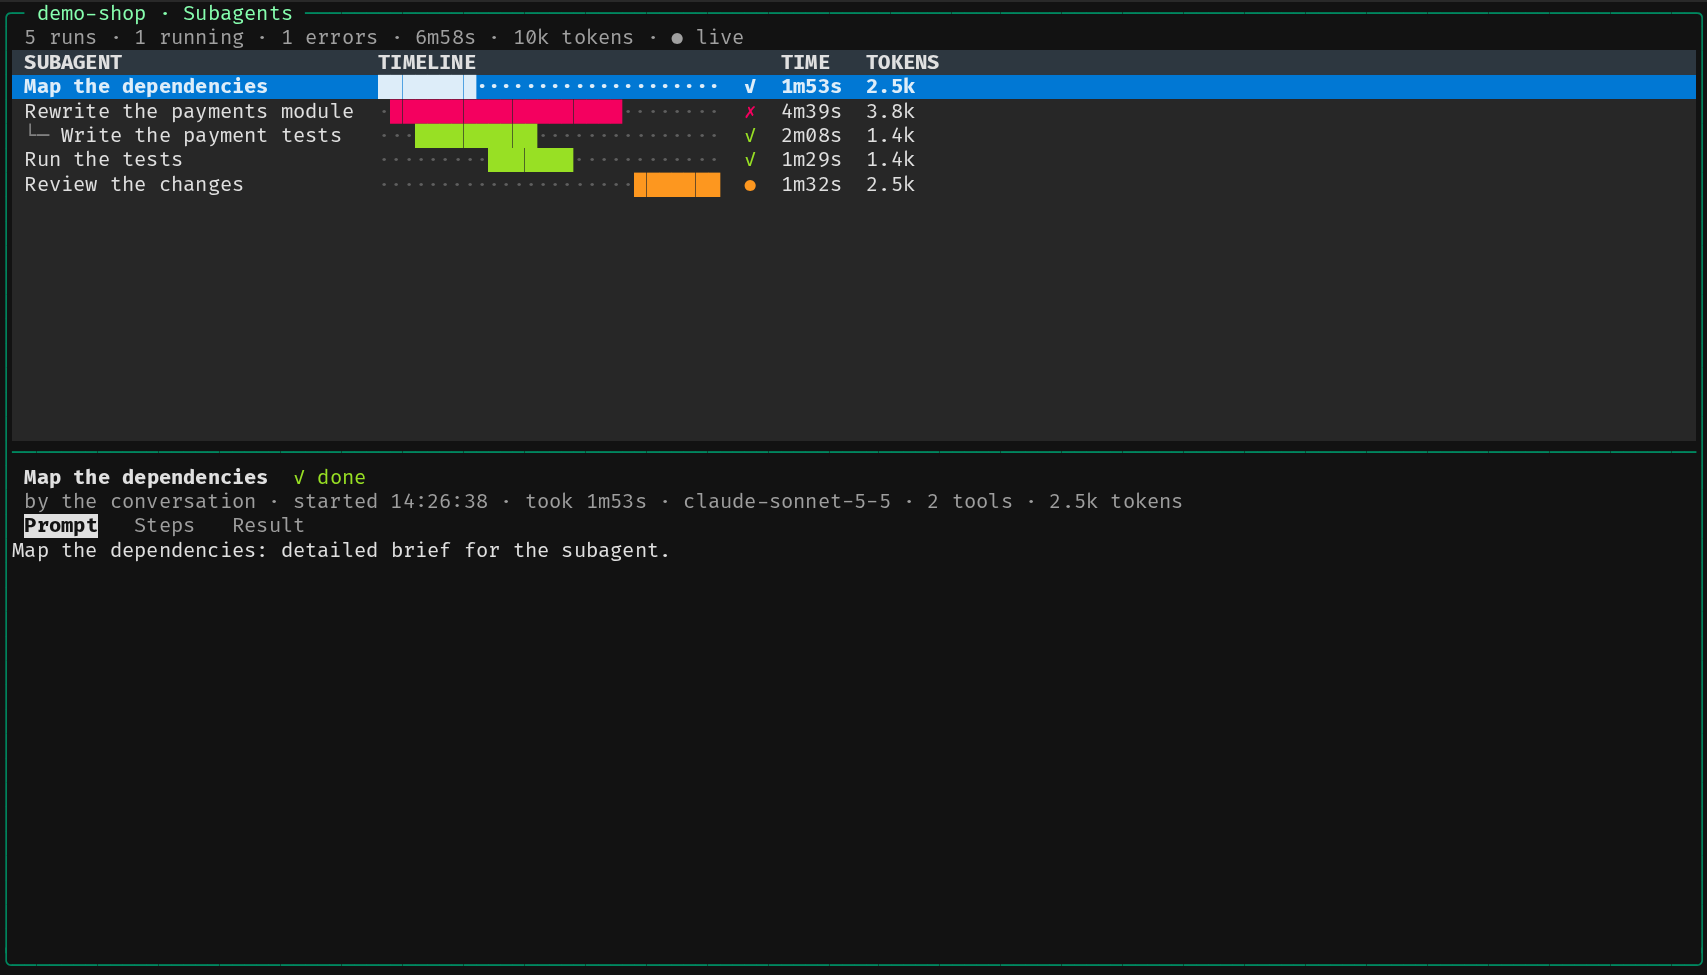 demo-shop · Subagents
5 runs · 1 running · 1 errors · 6m58s · 10k tokens · ● live
SUBAGENT TIMELINE TIME TOKENS
Map the dependencies √ 1m53s 2.5k
Rewrite the payments module ✗ 4m39s 3.8k
└─ Write the payment tests √ 2m08s 1.4k
Run the tests √ 1m29s 1.4k
Review the changes ● 1m32s 2.5k
Map the dependencies √ done
by the conversation · started 14:26:38 · took 1m53s · claude-sonnet-5-5 · 2 tools · 2.5k tokens
Prompt Steps Result
Map the dependencies: detailed brief for the subagent.